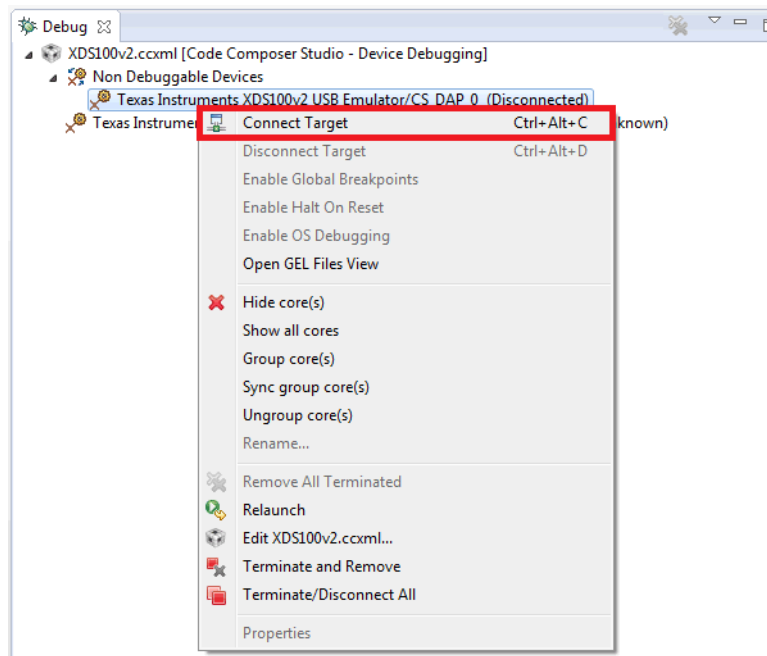 Debug
XDS100v2.ccxml [Code Composer Studio - Device Debugging]
Non Debuggable Devices
Texas Instruments XDS100v2 USB Emulator/CS_DAP_0 (Disconnected)
Texas Instrumen known)
Connect Target Ctrl+Alt+C
Disconnect Target Ctrl+Alt+D
Enable Global Breakpoints
Enable Halt On Reset
Enable OS Debugging
Open GEL Files View
Hide core(s)
Show all cores
Group core(s)
Sync group core(s)
Ungroup core(s)
Rename...
Remove All Terminated
Relaunch
Edit XDS100v2.ccxml...
Terminate and Remove
Terminate/Disconnect All
Properties